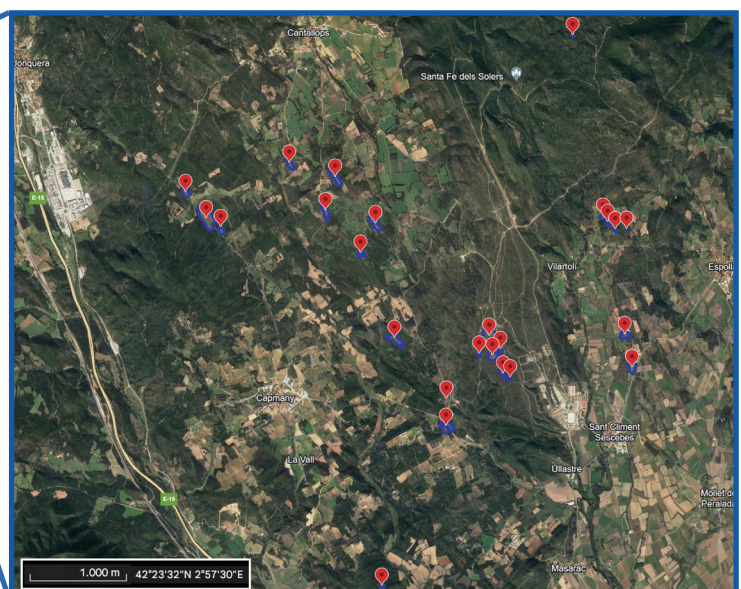 Cantallops
Jonquera
Santa Fe dels Solers
E-15
Vilartolí
Espoll
Capmany
Sant Climent
Sescebes
La Vall
Ullastre
E-15
Mollet de
Peralada
Masarac
1.000 m 42°23'32"N 2°57'30"E